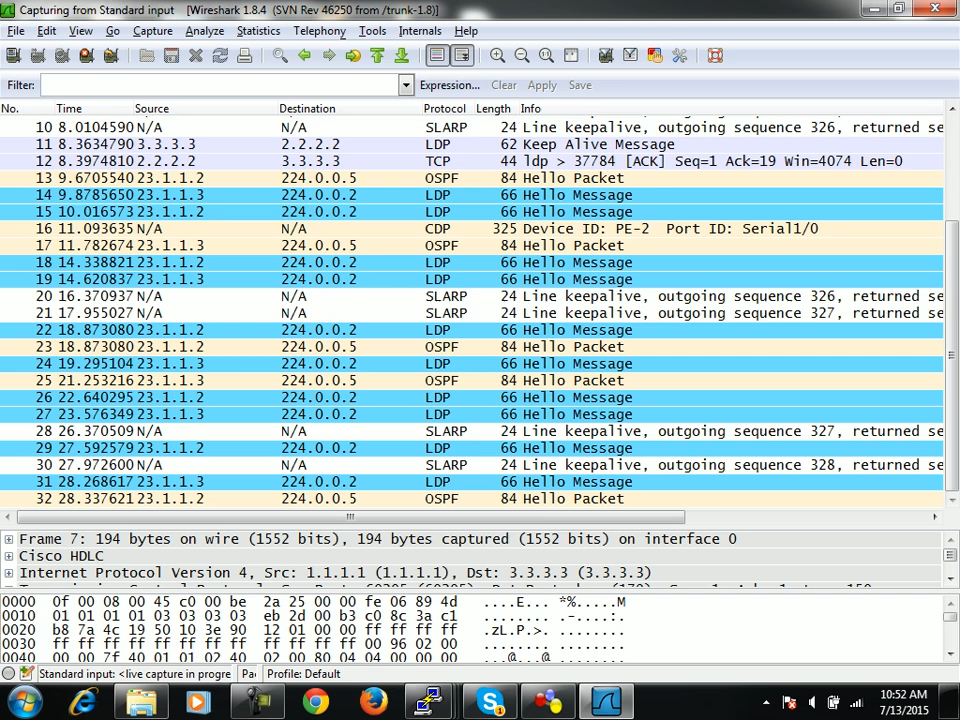 Capturing from Standard input [Wireshark 1.8.4 (SVN Rev 46250 from /trunk-1.8)]
File Edit View Go Capture Analyze Statistics Telephony Tools Internals Help
Filter: Expression... Clear Apply Save
No. Time Source Destination Protocol Length Info
10 8.0104590 N/A N/A SLARP 24 Line keepalive, outgoing sequence 326, returned se
11 8.3634790 3.3.3.3 2.2.2.2 LDP 62 Keep Alive Message
12 8.3974810 2.2.2.2 3.3.3.3 TCP 44 ldp > 37784 [ACK] Seq=1 Ack=19 Win=4074 Len=0
13 9.6705540 23.1.1.2 224.0.0.5 OSPF 84 Hello Packet
14 9.8785650 23.1.1.3 224.0.0.2 LDP 66 Hello Message
15 10.016573 23.1.1.2 224.0.0.2 LDP 66 Hello Message
16 11.093635 N/A N/A CDP 325 Device ID: PE-2 Port ID: Serial1/0
17 11.782674 23.1.1.3 224.0.0.5 OSPF 84 Hello Packet
18 14.338821 23.1.1.2 224.0.0.2 LDP 66 Hello Message
19 14.620837 23.1.1.3 224.0.0.2 LDP 66 Hello Message
20 16.370937 N/A N/A SLARP 24 Line keepalive, outgoing sequence 326, returned se
21 17.955027 N/A N/A SLARP 24 Line keepalive, outgoing sequence 327, returned se
22 18.873080 23.1.1.2 224.0.0.2 LDP 66 Hello Message
23 18.873080 23.1.1.2 224.0.0.5 OSPF 84 Hello Packet
24 19.295104 23.1.1.3 224.0.0.2 LDP 66 Hello Message
25 21.253216 23.1.1.3 224.0.0.5 OSPF 84 Hello Packet
26 22.640295 23.1.1.2 224.0.0.2 LDP 66 Hello Message
27 23.576349 23.1.1.3 224.0.0.2 LDP 66 Hello Message
28 26.370509 N/A N/A SLARP 24 Line keepalive, outgoing sequence 327, returned se
29 27.592579 23.1.1.2 224.0.0.2 LDP 66 Hello Message
30 27.972600 N/A N/A SLARP 24 Line keepalive, outgoing sequence 328, returned se
31 28.268617 23.1.1.3 224.0.0.2 LDP 66 Hello Message
32 28.337621 23.1.1.2 224.0.0.5 OSPF 84 Hello Packet
Frame 7: 194 bytes on wire (1552 bits), 194 bytes captured (1552 bits) on interface 0
Cisco HDLC
Internet Protocol Version 4, Src: 1.1.1.1 (1.1.1.1), Dst: 3.3.3.3 (3.3.3.3)
0000 0f 00 08 00 45 c0 00 be 2a 25 00 00 fe 06 89 4d ....E... *%.....M
0010 01 01 01 01 03 03 03 03 eb 2d 00 b3 c0 8c 3a c1 ........ .-....:.
0020 b8 7a 4c 19 50 10 3e 90 12 01 00 00 ff ff ff ff .zL.P.>. ........
0030 ff ff ff ff ff ff ff ff ff ff ff ff 00 96 02 00 ........ ........
0040 00 00 7f 40 01 01 02 40 02 00 80 04 04 00 00 00 ...@...@ ........
Standard input: <live capture in progre Pa Profile: Default
10:52 AM
7/13/2015